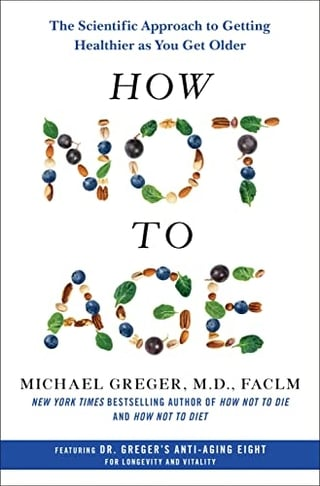 The Scientific Approach to Getting
Healthier as You Get Older
HOW
NOT
TO
AGE
MICHAEL GREGER, M.D., FACLM
NEW YORK TIMES BESTSELLING AUTHOR OF HOW NOT TO DIE
AND HOW NOT TO DIET
FEATURING DR. GREGER'S ANTI-AGING EIGHT
FOR LONGEVITY AND VITALITY